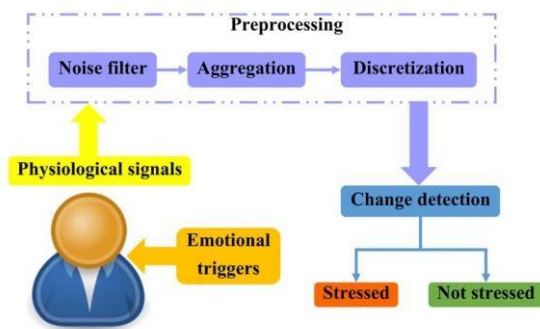 Preprocessing
Noise filter
Aggregation
Discretization
Physiological signals
Change detection
Emotional
triggers
Stressed
Not stressed